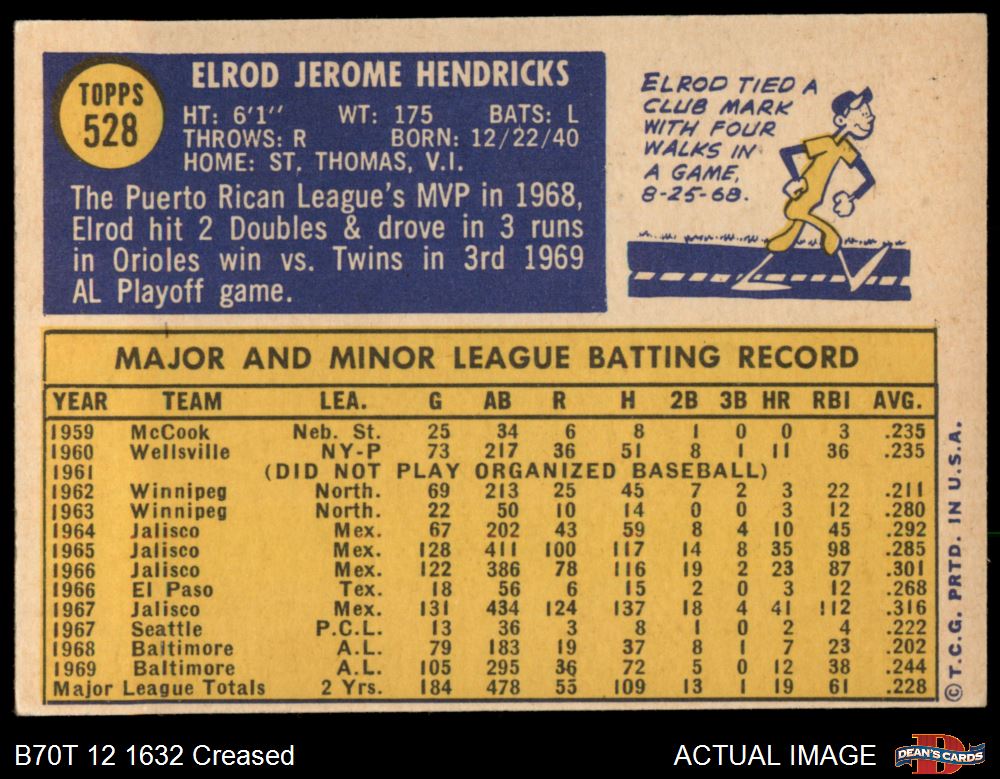 TOPPS
528
ELROD JEROME HENDRICKS
HT: 6'1'' WT: 175 BATS: L
THROWS: R BORN: 12/22/40
HOME: ST. THOMAS, V.I.
The Puerto Rican League's MVP in 1968,
Elrod hit 2 Doubles & drove in 3 runs
in Orioles win vs. Twins in 3rd 1969
AL Playoff game.
ELROD TIED A
CLUB MARK
WITH FOUR
WALKS IN
A GAME,
8-25-68.
MAJOR AND MINOR LEAGUE BATTING RECORD
YEAR TEAM LEA. G AB R H 2B 3B HR RBI AVG.
1959 McCook Neb. St. 25 34 6 8 1 0 0 3 .235
1960 Wellsville NY-P 73 217 36 51 8 1 11 36 .235
1961 (DID NOT PLAY ORGANIZED BASEBALL)
1962 Winnipeg North. 69 213 25 45 7 2 3 22 .211
1963 Winnipeg North. 22 50 10 14 0 0 3 12 .280
1964 Jalisco Mex. 67 202 43 59 8 4 10 45 .292
1965 Jalisco Mex. 128 411 100 117 14 8 35 98 .285
1966 Jalisco Mex. 122 386 78 116 19 2 23 87 .301
1966 El Paso Tex. 18 56 6 15 2 0 3 12 .268
1967 Jalisco Mex. 131 434 124 137 18 4 41 112 .316
1967 Seattle P.C.L. 13 36 3 8 1 0 2 4 .222
1968 Baltimore A.L. 79 183 19 37 8 1 7 23 .202
1969 Baltimore A.L. 105 295 36 72 5 0 12 38 .244
Major League Totals 2 Yrs. 184 478 55 109 13 1 19 61 .228
© T.C.G. PRTD. IN U.S.A.
B70T 12 1632 Creased
ACTUAL IMAGE
DEAN'S CARDS